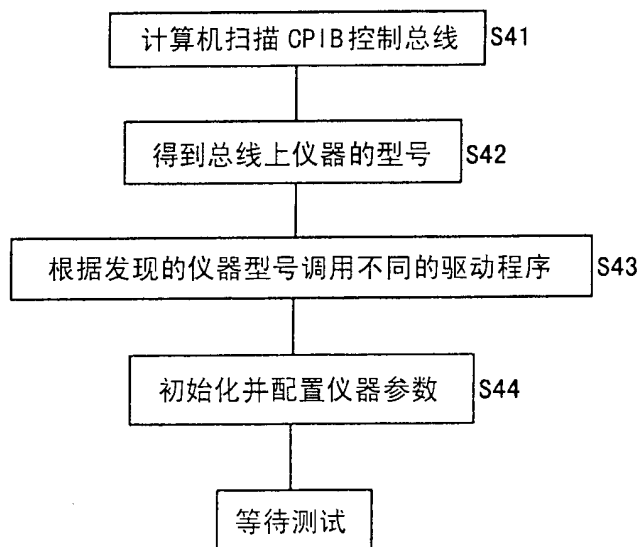 计算机扫描CPIB控制总线 S41
得到总线上仪器的型号 S42
根据发现的仪器型号调用不同的驱动程序 S43
初始化并配置仪器参数 S44
等待测试